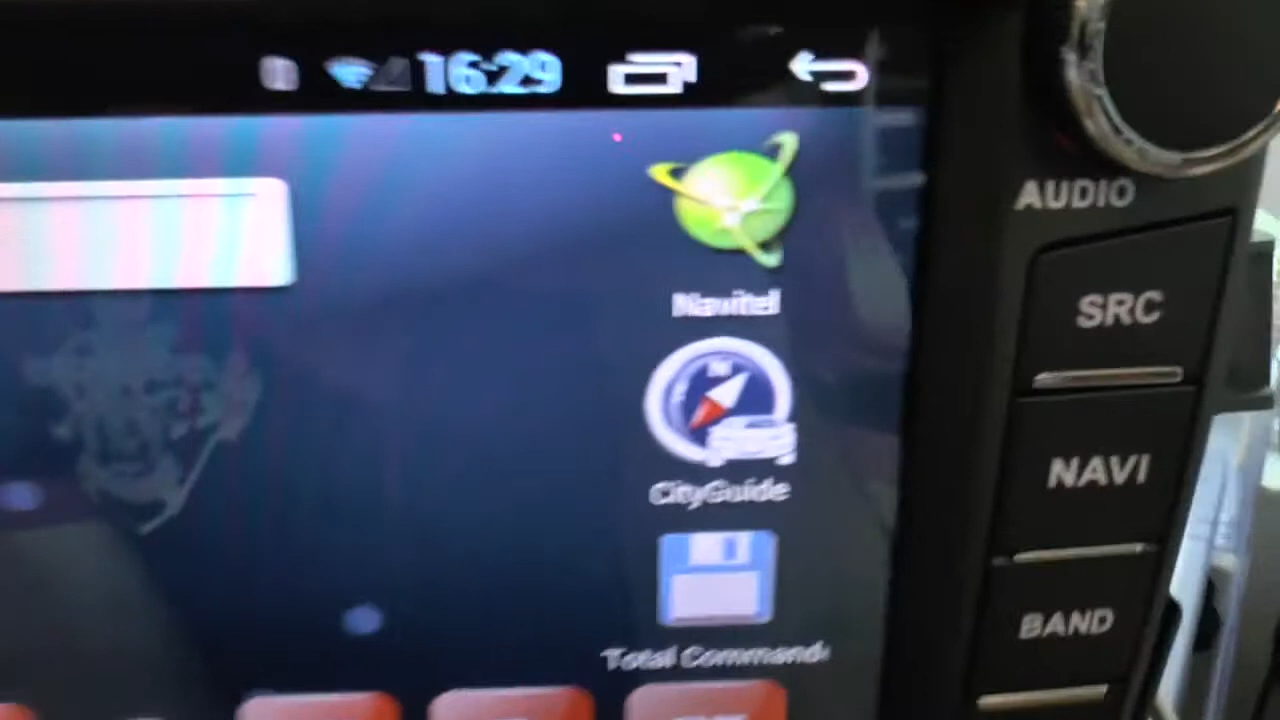 16:29
Navitel
CityGuide
Total Command
AUDIO
SRC
NAVI
BAND